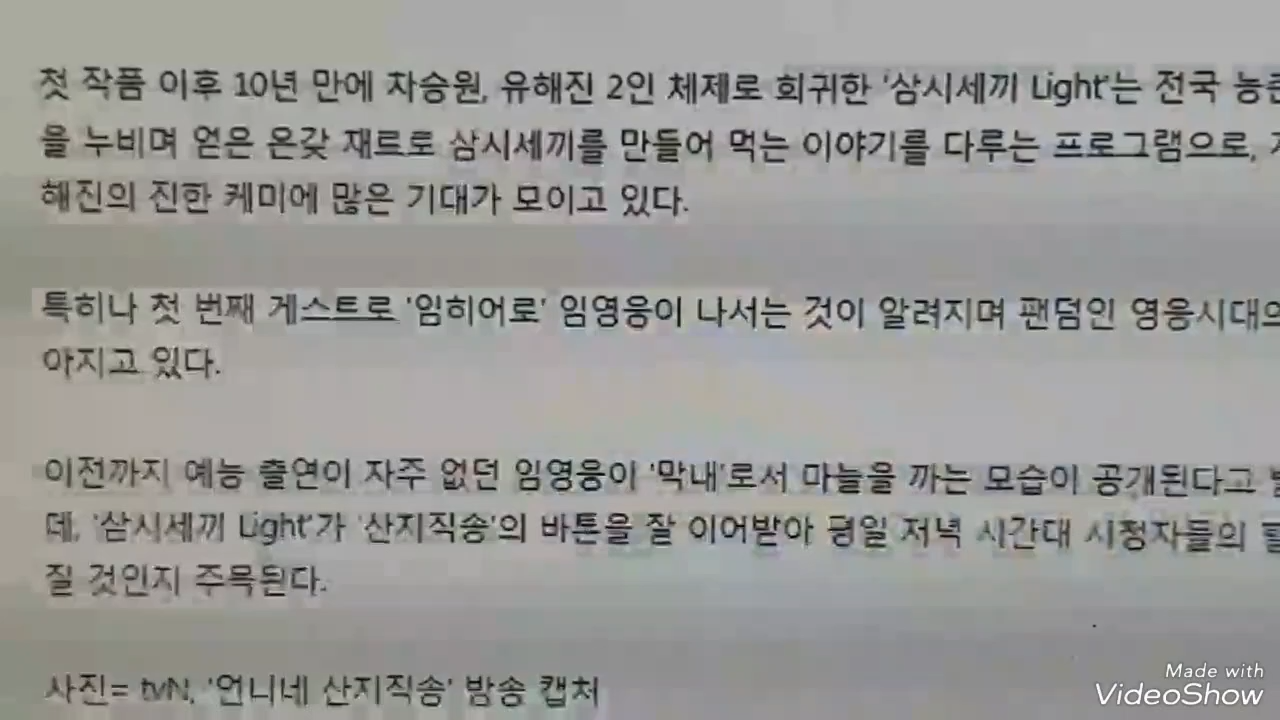 첫 작품 이후 10년 만에 차승원, 유해진 2인 체제로 회귀한 '삼시세끼 Light'는 전국
을 누비며 얻은 온갖 재료로 삼시세끼를 만들어 먹는 이야기를 다루는 프로그램으로,
해진의 진한 케미에 많은 기대가 모이고 있다.
특히나 첫 번째 게스트로 '임히어로' 임영웅이 나서는 것이 알려지며 팬덤인 영웅시대의
아지고 있다.
이전까지 예능 출연이 자주 없던 임영웅이 '막내'로서 마늘을 까는 모습이 공개된다고
데, '삼시세끼 Light'가 '산지직송'의 바톤을 잘 이어받아 평일 저녁 시간대 시청자들의
질 것인지 주목된다.
사진= tvN, '언니네 산지직송' 방송 캡처
Made with
VideoShow